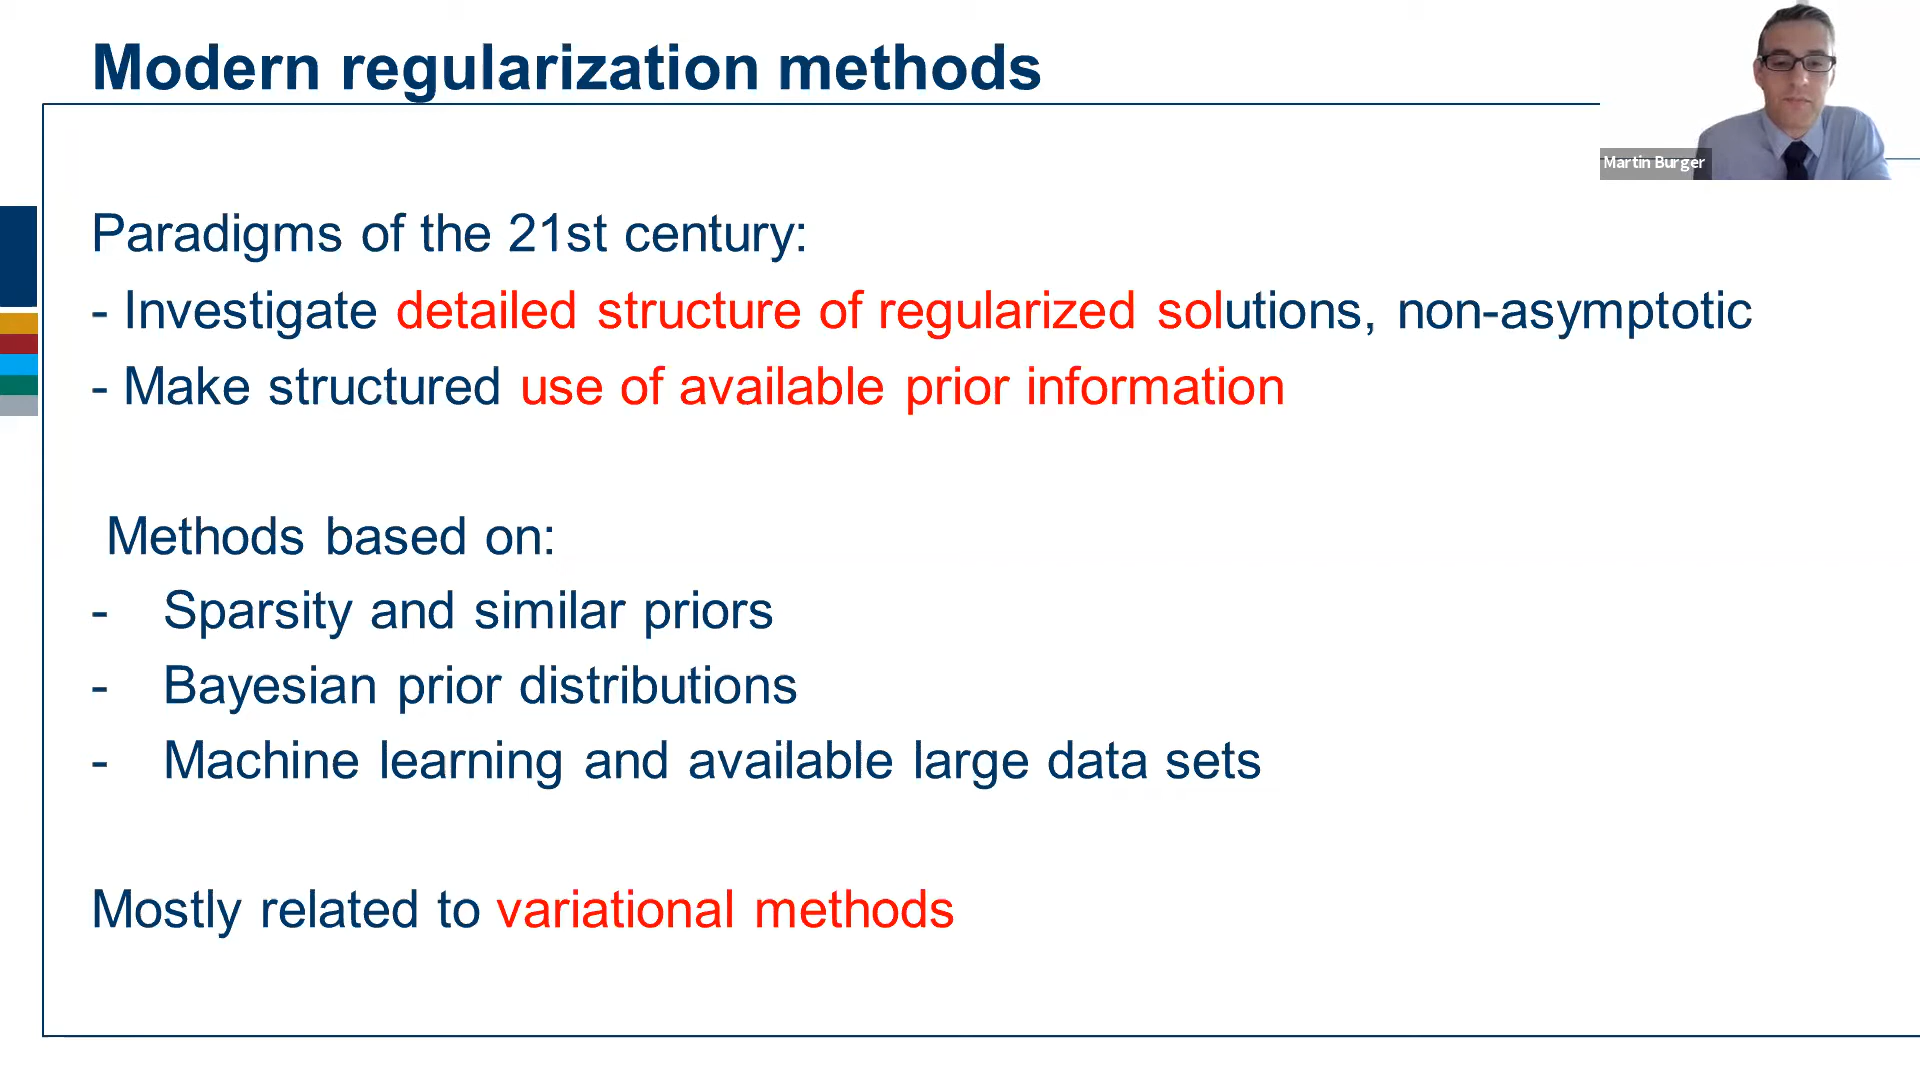 Modern regularization methods
Martin Burger
Paradigms of the 21st century:
- Investigate detailed structure of regularized solutions, non-asymptotic
- Make structured use of available prior information
Methods based on:
- Sparsity and similar priors
- Bayesian prior distributions
- Machine learning and available large data sets
Mostly related to variational methods